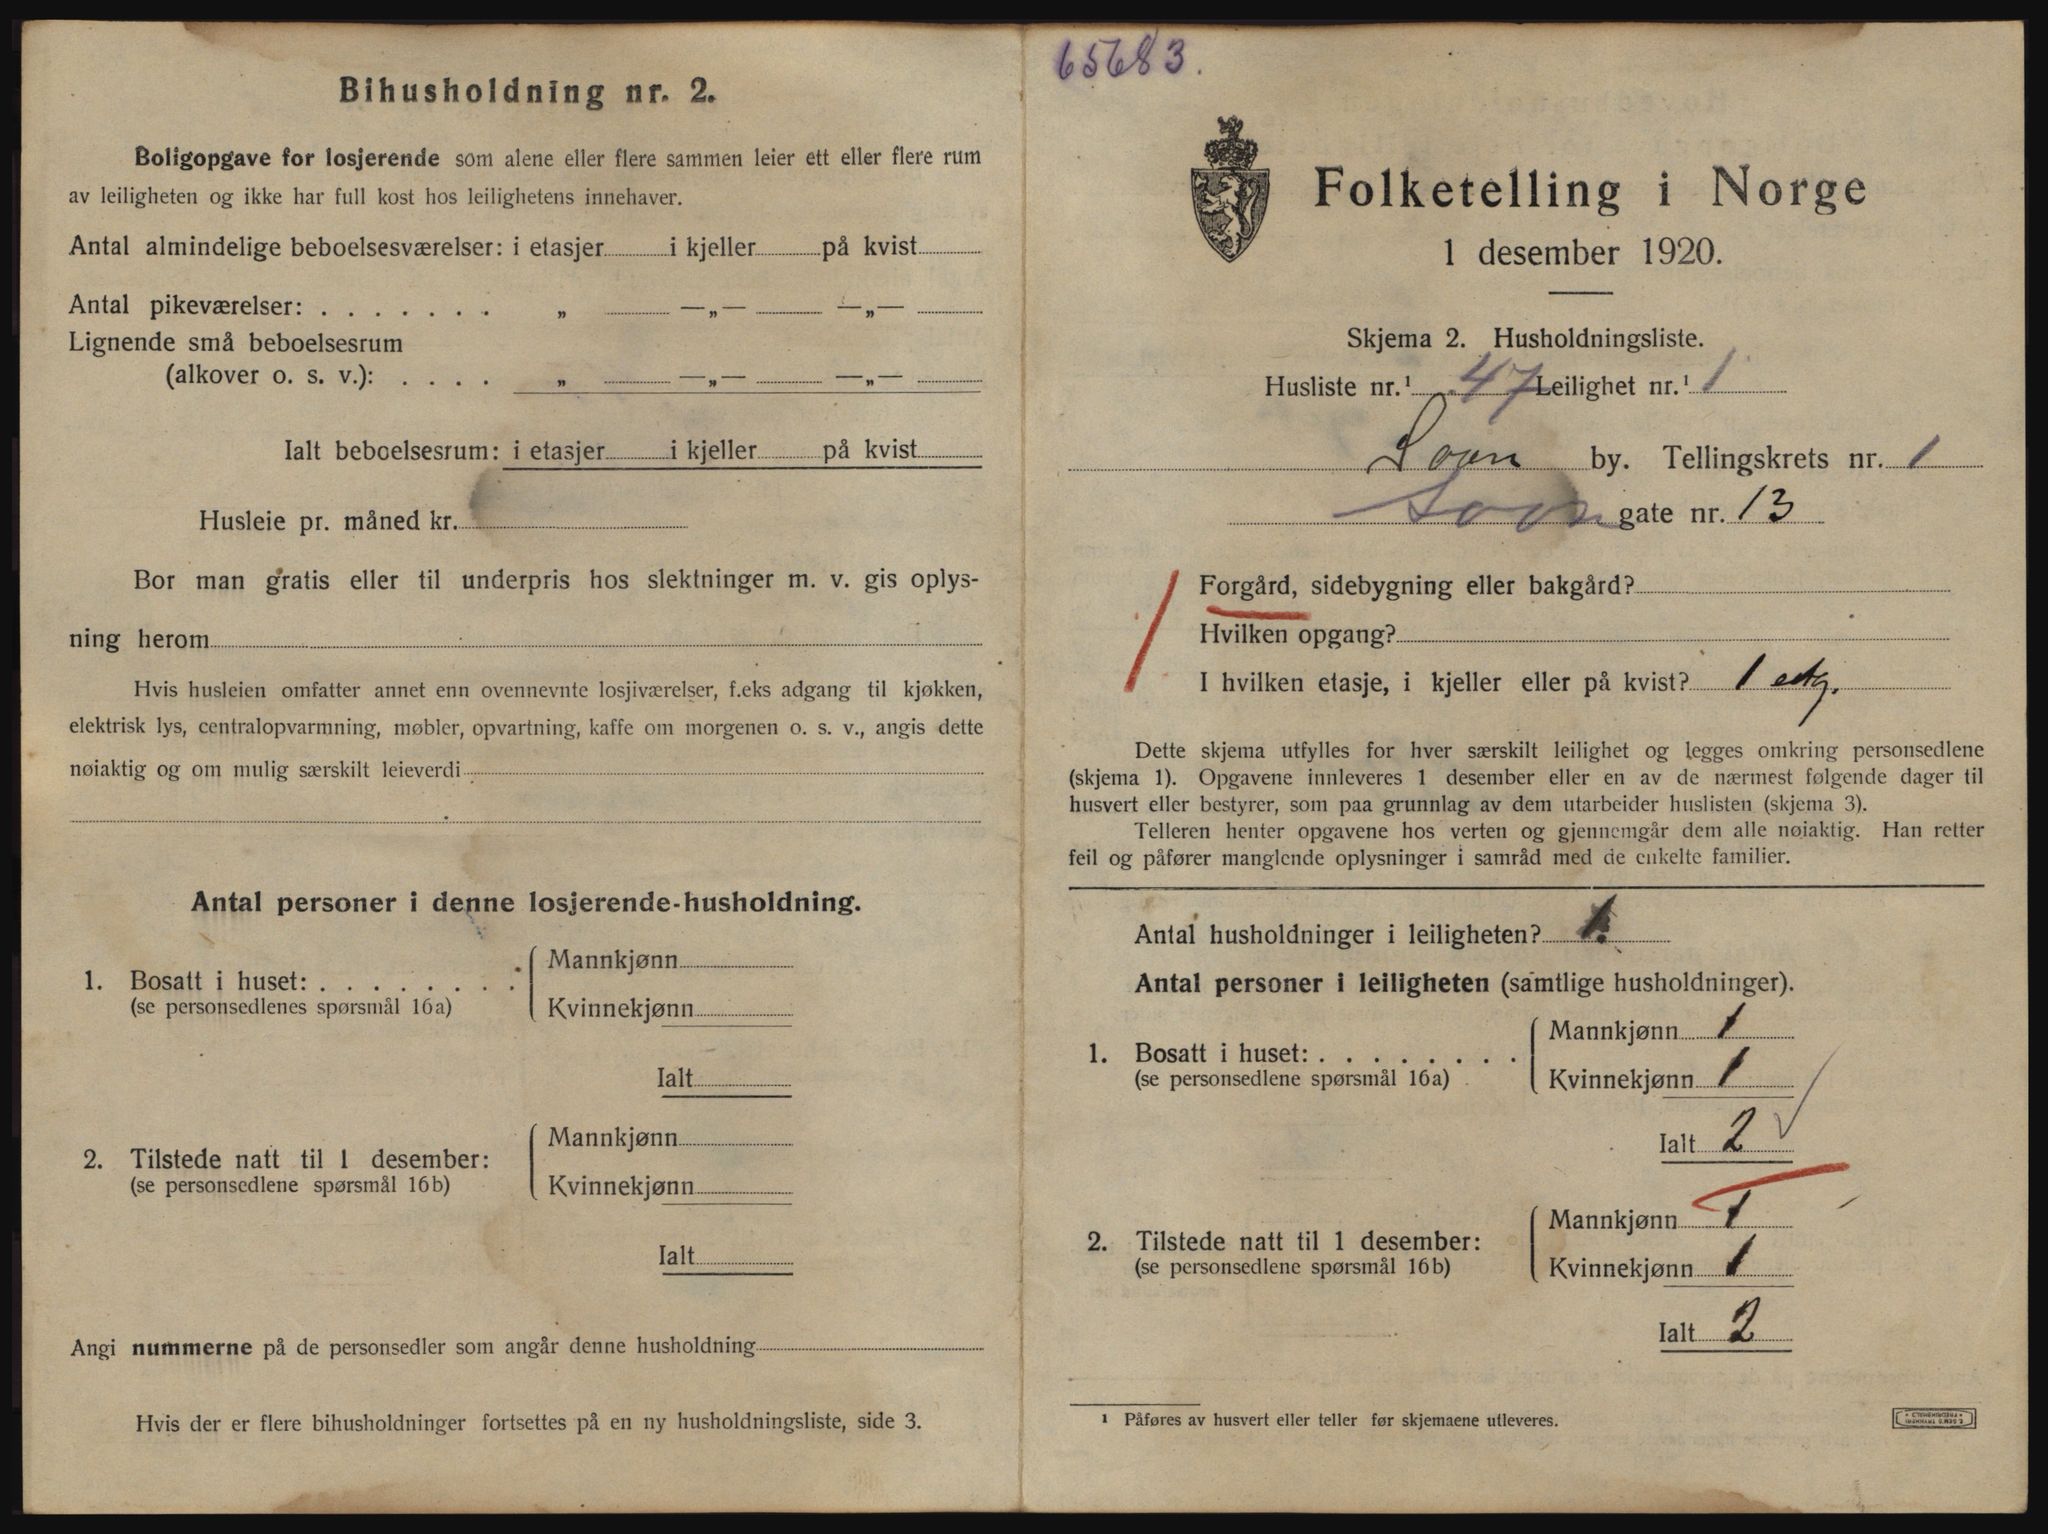 Bihusholdning nr. 2.
Boligopgave for losjerende som alene eller flere sammen leier ett eller flere rum
av leiligheten og ikke har full kost hos leilighetens innehaver.
Antal almindelige beboelsesværelser: i etasjer i kjeller på kvist
Antal pikeværelser: . . . . . . . „ —„— —„—
Lignende små beboelsesrum
(alkover o. s. v.): . . . . „ —„— —„—
Ialt beboelsesrum: i etasjer i kjeller på kvist
Husleie pr. måned kr.
Bor man gratis eller til underpris hos slektninger m. v. gis oplys-
ning herom
Hvis husleien omfatter annet enn ovennevnte losjiværelser, f.eks adgang til kjøkken,
elektrisk lys, centralopvarmning, møbler, opvartning, kaffe om morgenen o. s. v., angis dette
nøiaktig og om mulig særskilt leieverdi
Antal personer i denne losjerende-husholdning.
1. Bosatt i huset: . . . . . . . . Mannkjønn
(se personsedlenes spørsmål 16a) Kvinnekjønn
Ialt
2. Tilstede natt til 1 desember: Mannkjønn
(se personsedlene spørsmål 16b) Kvinnekjønn
Ialt
Angi nummerne på de personsedler som angår denne husholdning
Hvis der er flere bihusholdninger fortsettes på en ny husholdningsliste, side 3.
65683.
Folketelling i Norge
1 desember 1920.
Skjema 2. Husholdningsliste.
Husliste nr.¹ 47 Leilighet nr.¹ 1
Soon by. Tellingskrets nr. 1
Soon gate nr. 13
Forgård, sidebygning eller bakgård?
Hvilken opgang?
I hvilken etasje, i kjeller eller på kvist? 1 etg.
Dette skjema utfylles for hver særskilt leilighet og legges omkring personsedlene
(skjema 1). Opgavene innleveres 1 desember eller en av de nærmest følgende dager til
husvert eller bestyrer, som paa grunnlag av dem utarbeider huslisten (skjema 3).
Telleren henter opgavene hos verten og gjennemgår dem alle nøiaktig. Han retter
feil og påfører manglende oplysninger i samråd med de enkelte familier.
Antal husholdninger i leiligheten? 1.
Antal personer i leiligheten (samtlige husholdninger).
1. Bosatt i huset: . . . . . . . . Mannkjønn 1
(se personsedlene spørsmål 16a) Kvinnekjønn 1
Ialt 2
2. Tilstede natt til 1 desember: Mannkjønn 1
(se personsedlene spørsmål 16b) Kvinnekjønn 1
Ialt 2
¹ Påføres av husvert eller teller før skjemaene utleveres.